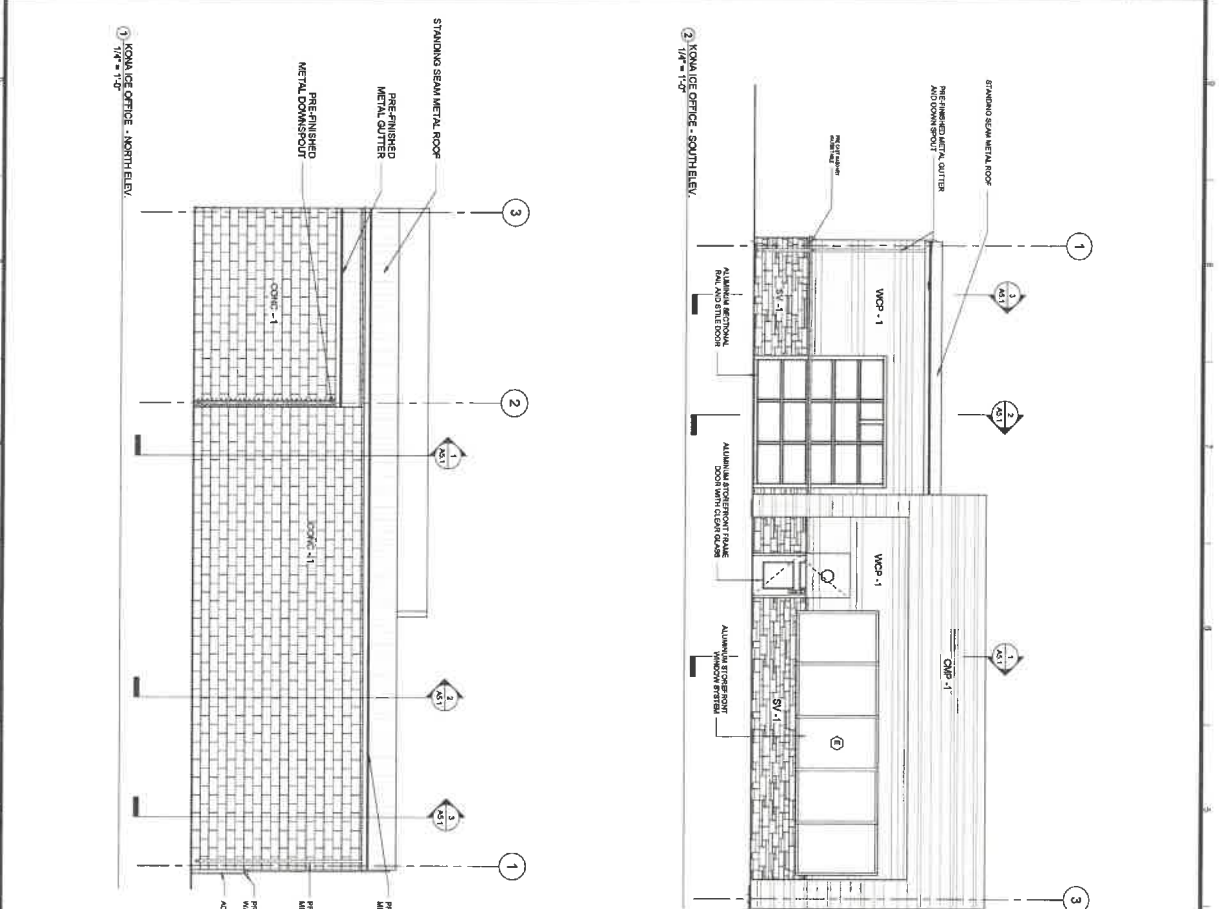 STANDING SEAM METAL ROOF
PRE-FINISHED METAL GUTTER
AND DOWN SPOUT
1
3
A5.1
2
A5.1
1
A5.1
3
WCP - 1
SV -1
WCP -1
CMP -1
SV -1
E
ALUMINUM SECTIONAL
RAIL AND STILE DOOR
ALUMINUM STOREFRONT FRAME
DOOR WITH CLEAR GLASS
ALUMINUM STOREFRONT
WINDOW SYSTEM
2
KONA ICE OFFICE - SOUTH ELEV.
1/4" = 1'-0"
STANDING SEAM METAL ROOF
PRE-FINISHED
METAL GUTTER
PRE-FINISHED
METAL DOWNSPOUT
3
2
1
A5.1
2
A5.1
3
A5.1
1
CONC -1
CONC -1
1
KONA ICE OFFICE - NORTH ELEV.
1/4" = 1'-0"